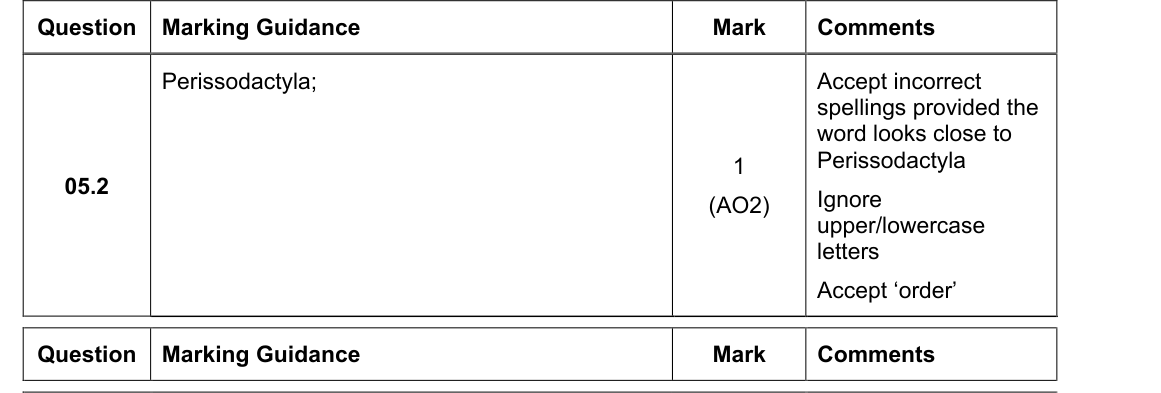 Question Marking Guidance Mark Comments
05.2
Perissodactyla;
1
(AO2)
Accept incorrect
spellings provided the
word looks close to
Perissodactyla
Ignore
upper/lowercase
letters
Accept ‘order’
Question Marking Guidance Mark Comments